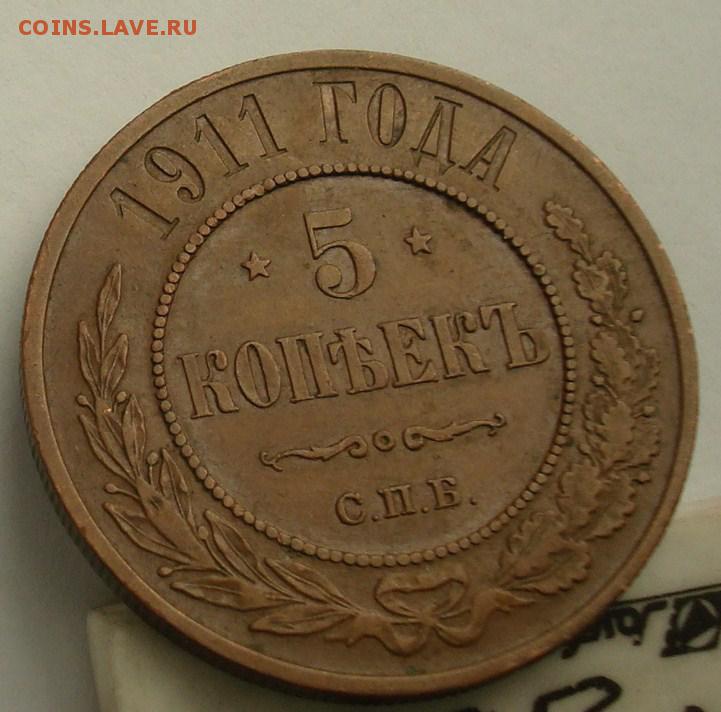 COINS.LAVE.RU
1911 ГОДА
5
КОПѢЕКЪ
С.П.Б.